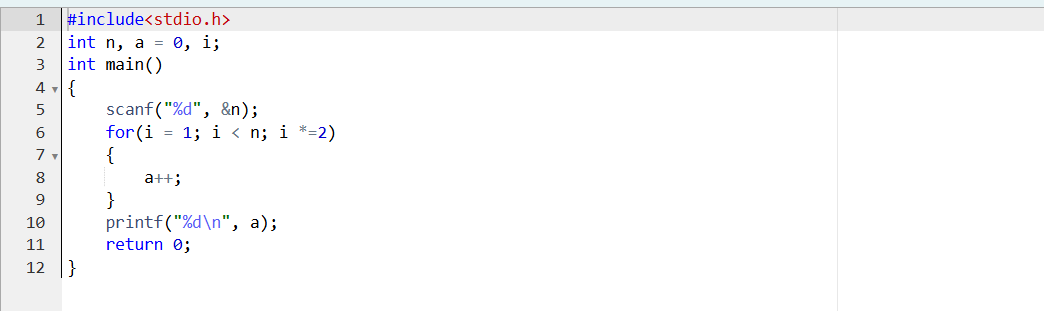 1 #include<stdio.h>
2 int n, a = 0, i;
3 int main()
4 {
5     scanf("%d", &n);
6     for(i = 1; i < n; i *=2)
7     {
8         a++;
9     }
10     printf("%d\n", a);
11     return 0;
12 }